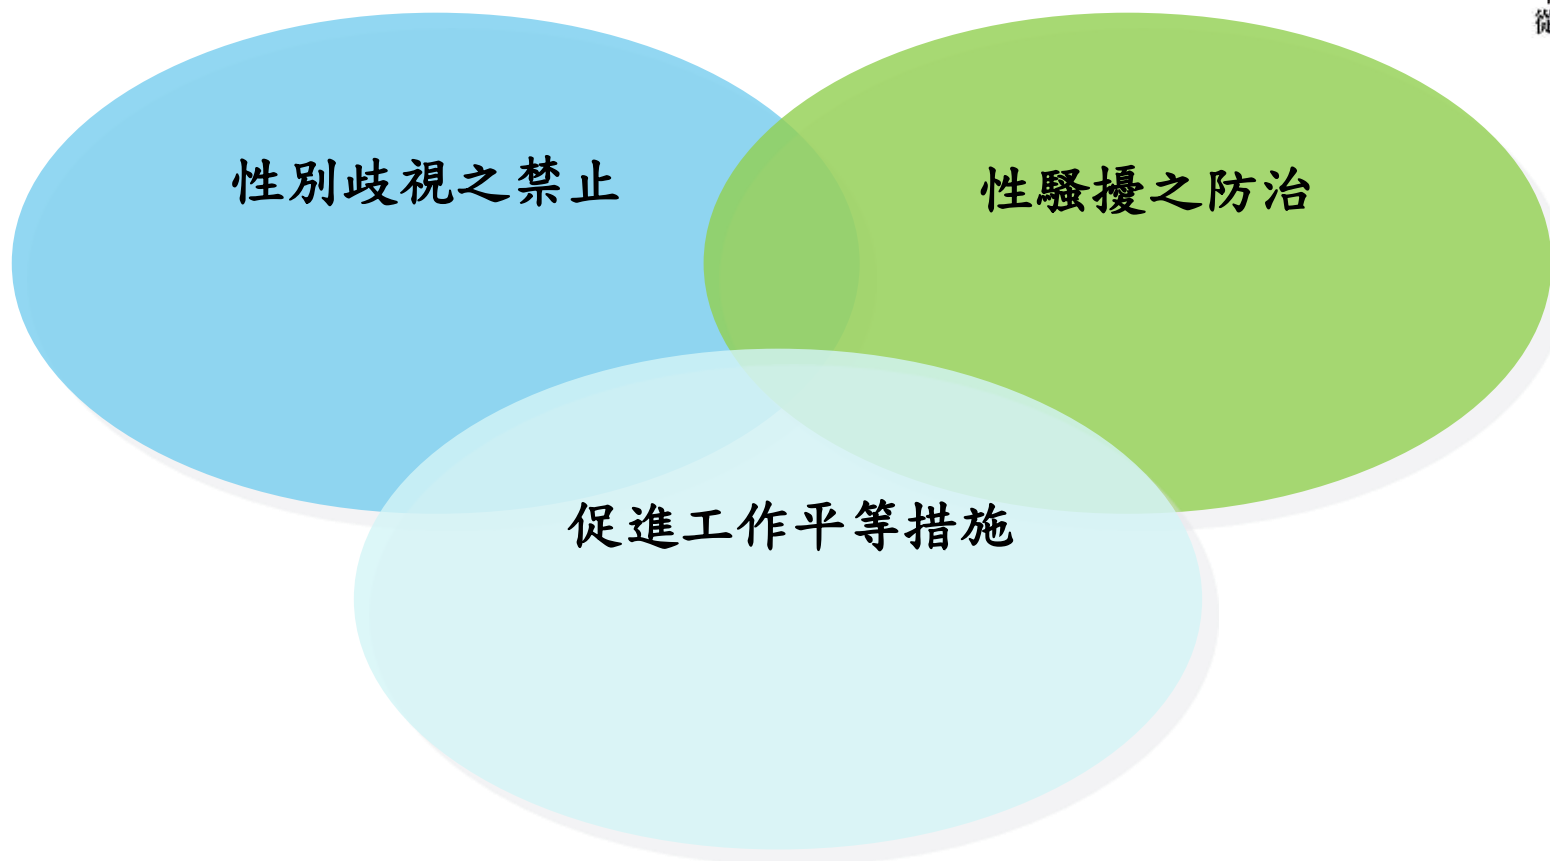 性別歧視之禁止
性騷擾之防治
促進工作平等措施